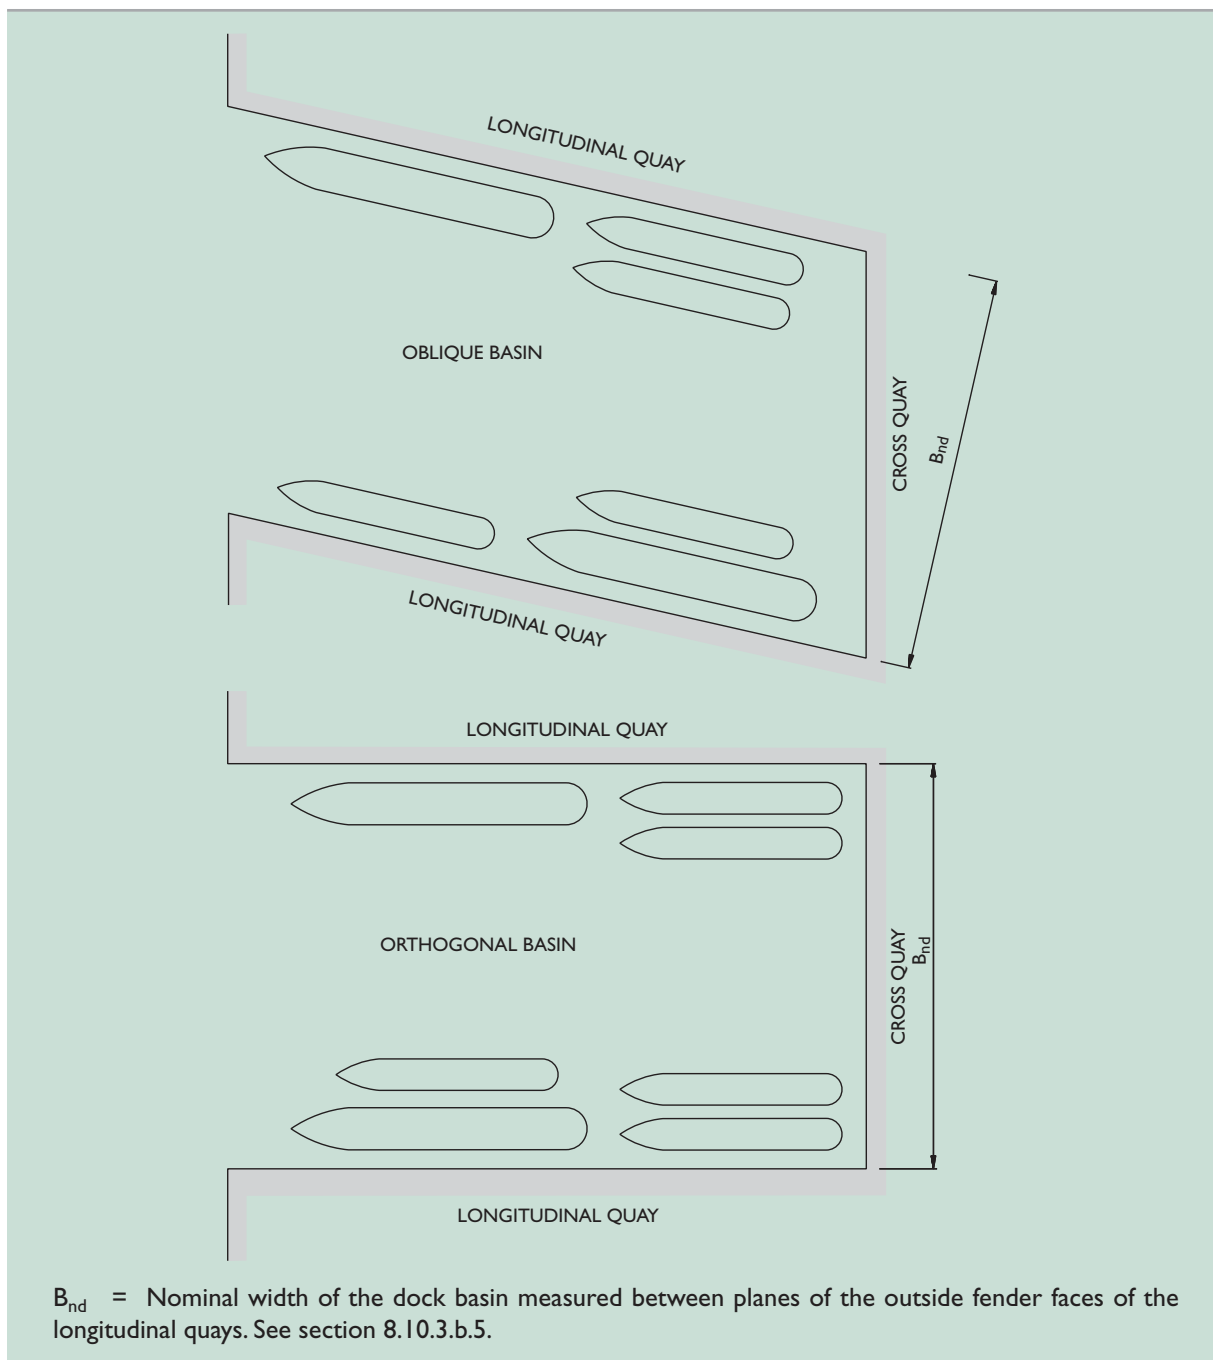 LONGITUDINAL QUAY
OBLIQUE BASIN
CROSS QUAY
Bnd
LONGITUDINAL QUAY
LONGITUDINAL QUAY
ORTHOGONAL BASIN
CROSS QUAY
Bnd
LONGITUDINAL QUAY
Bnd = Nominal width of the dock basin measured between planes of the outside fender faces of the
longitudinal quays. See section 8.10.3.b.5.